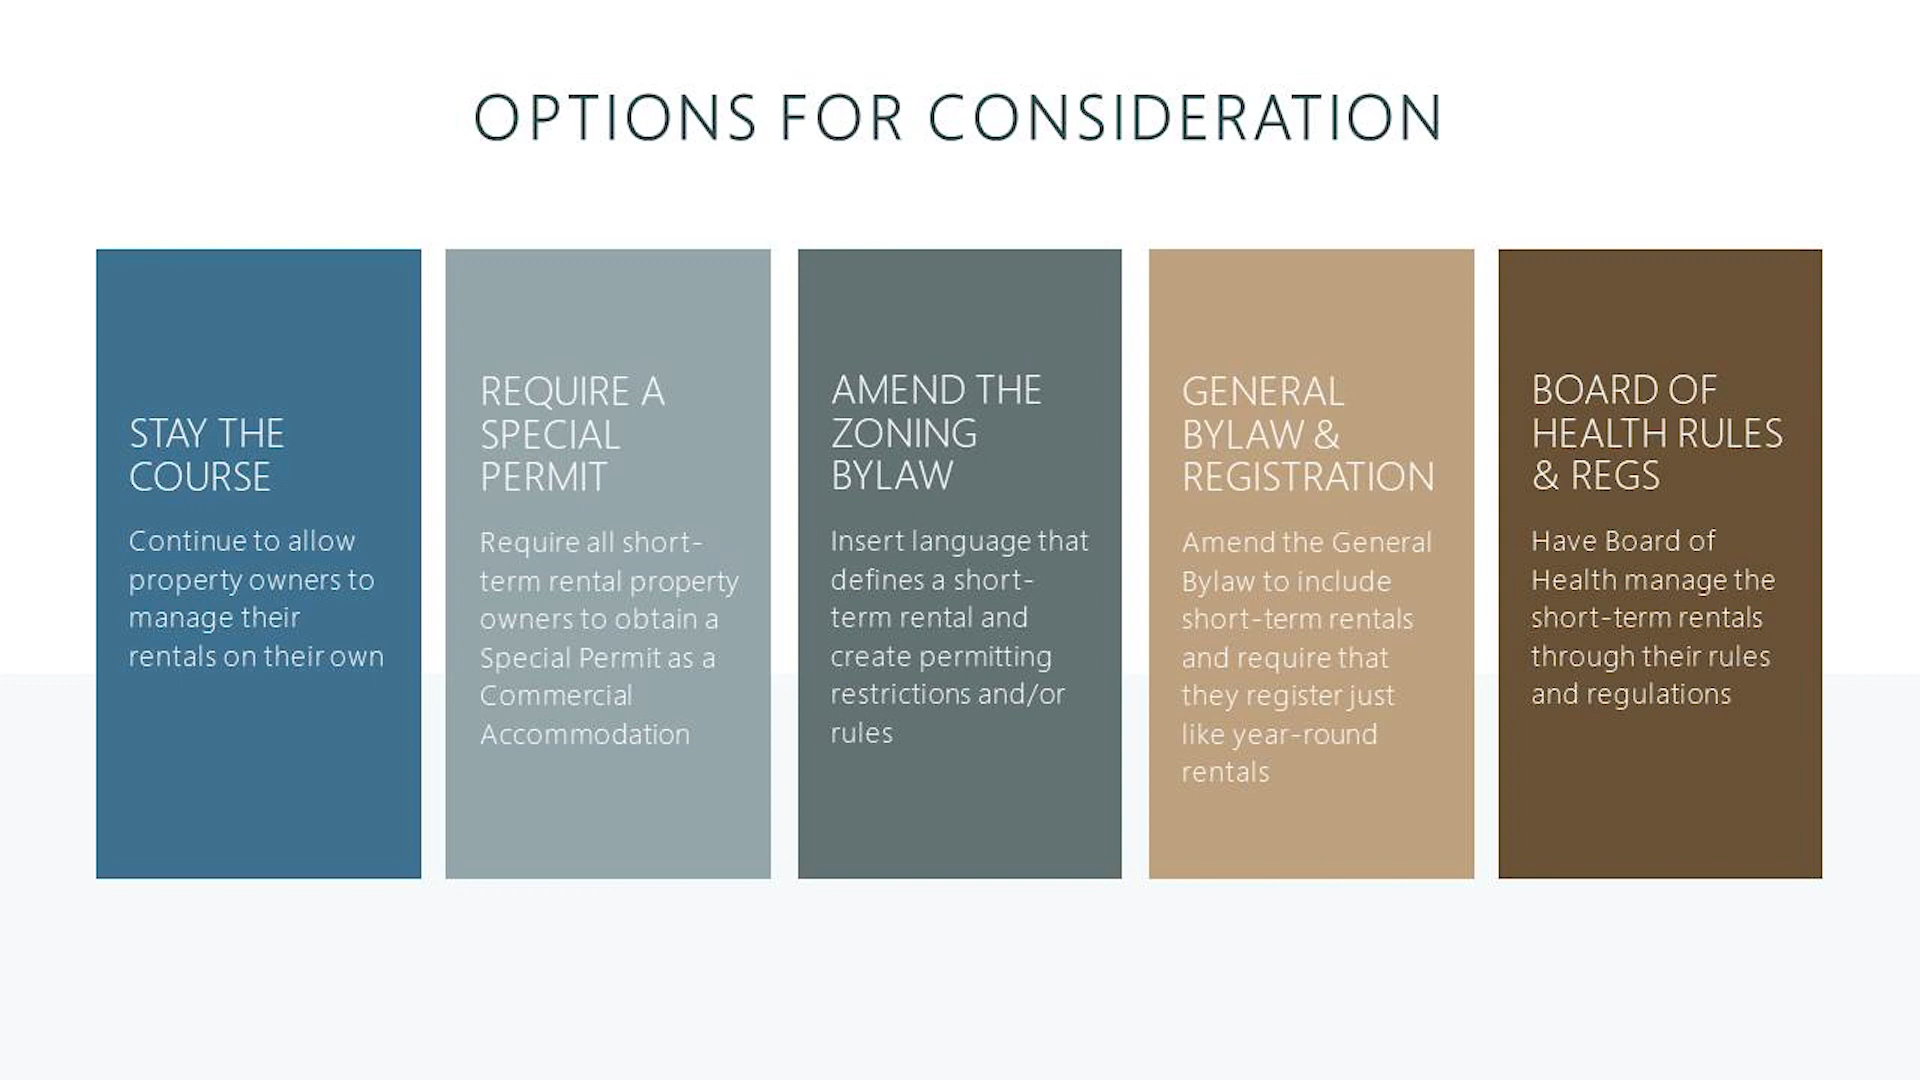 OPTIONS FOR CONSIDERATION
STAY THE
COURSE
Continue to allow
property owners to
manage their
rentals on their own
REQUIRE A
SPECIAL
PERMIT
Require all short-
term rental property
owners to obtain a
Special Permit as a
Commercial
Accommodation
AMEND THE
ZONING
BYLAW
Insert language that
defines a short-
term rental and
create permitting
restrictions and/or
rules
GENERAL
BYLAW &
REGISTRATION
Amend the General
Bylaw to include
short-term rentals
and require that
they register just
like year-round
rentals
BOARD OF
HEALTH RULES
& REGS
Have Board of
Health manage the
short-term rentals
through their rules
and regulations